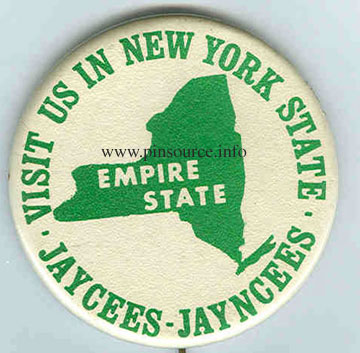 · VISIT US IN NEW YORK STATE ·
www.pinsource.info
EMPIRE
STATE
JAYCEES - JAYNCEES